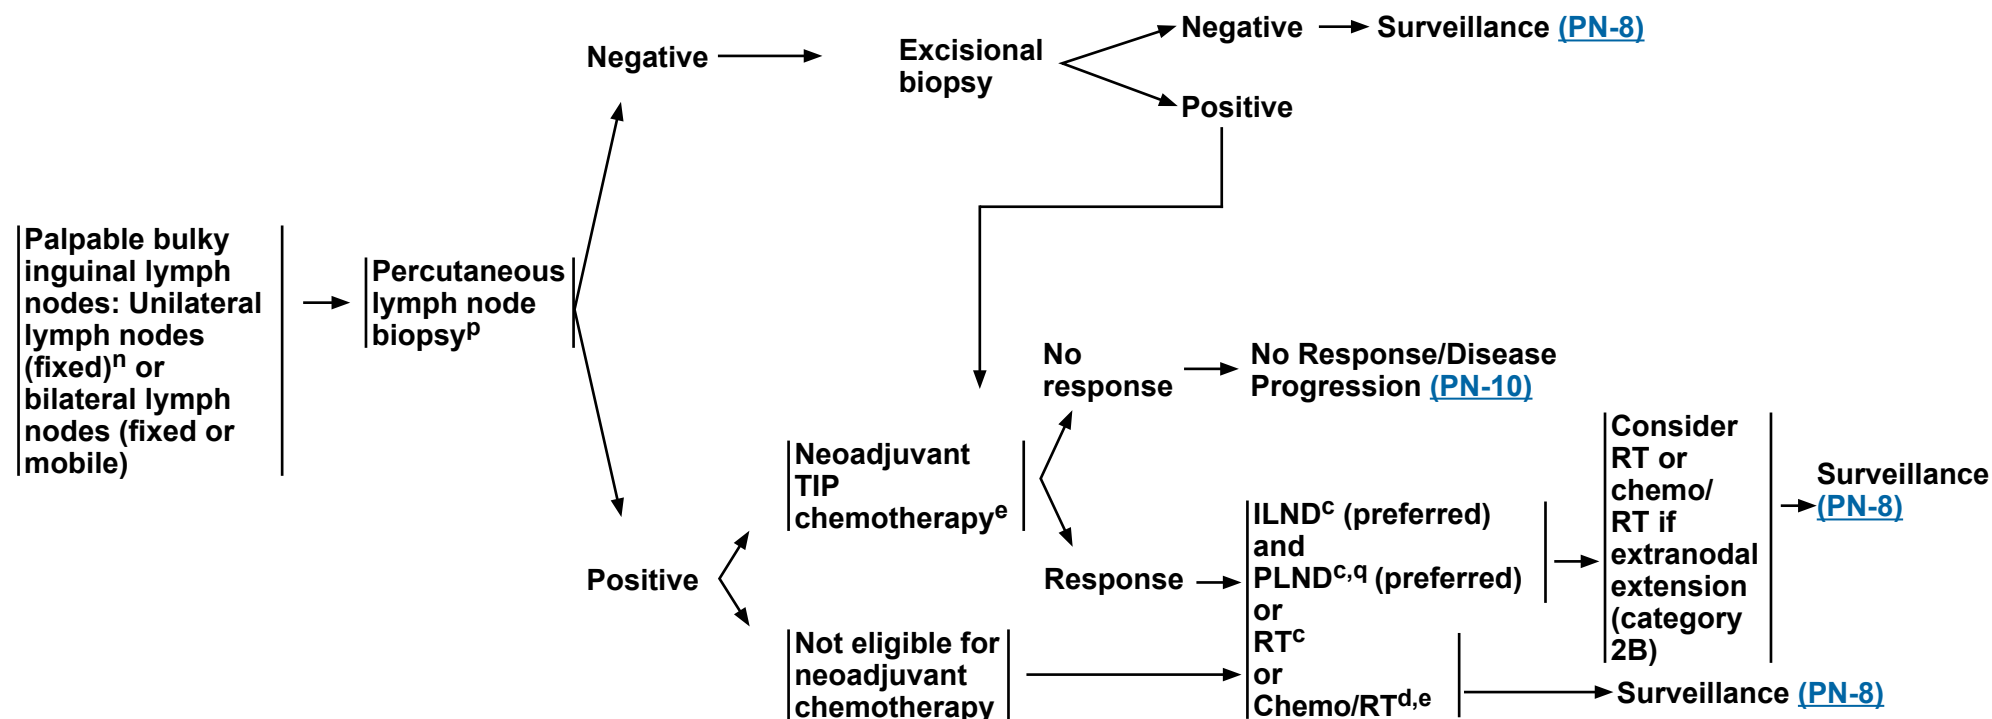 Palpable bulky
inguinal lymph
nodes: Unilateral
lymph nodes
(fixed)n or
bilateral lymph
nodes (fixed or
mobile)
Percutaneous
lymph node
biopsyp
Negative
Excisional
biopsy
Negative
Surveillance (PN-8)
Positive
Positive
Neoadjuvant
TIP
chemotherapye
No
response
No Response/Disease
Progression (PN-10)
Response
Not eligible for
neoadjuvant
chemotherapy
ILNDc (preferred)
and
PLNDc,q (preferred)
or
RTc
or
Chemo/RTd,e
Consider
RT or
chemo/
RT if
extranodal
extension
(category
2B)
Surveillance
(PN-8)
Surveillance (PN-8)